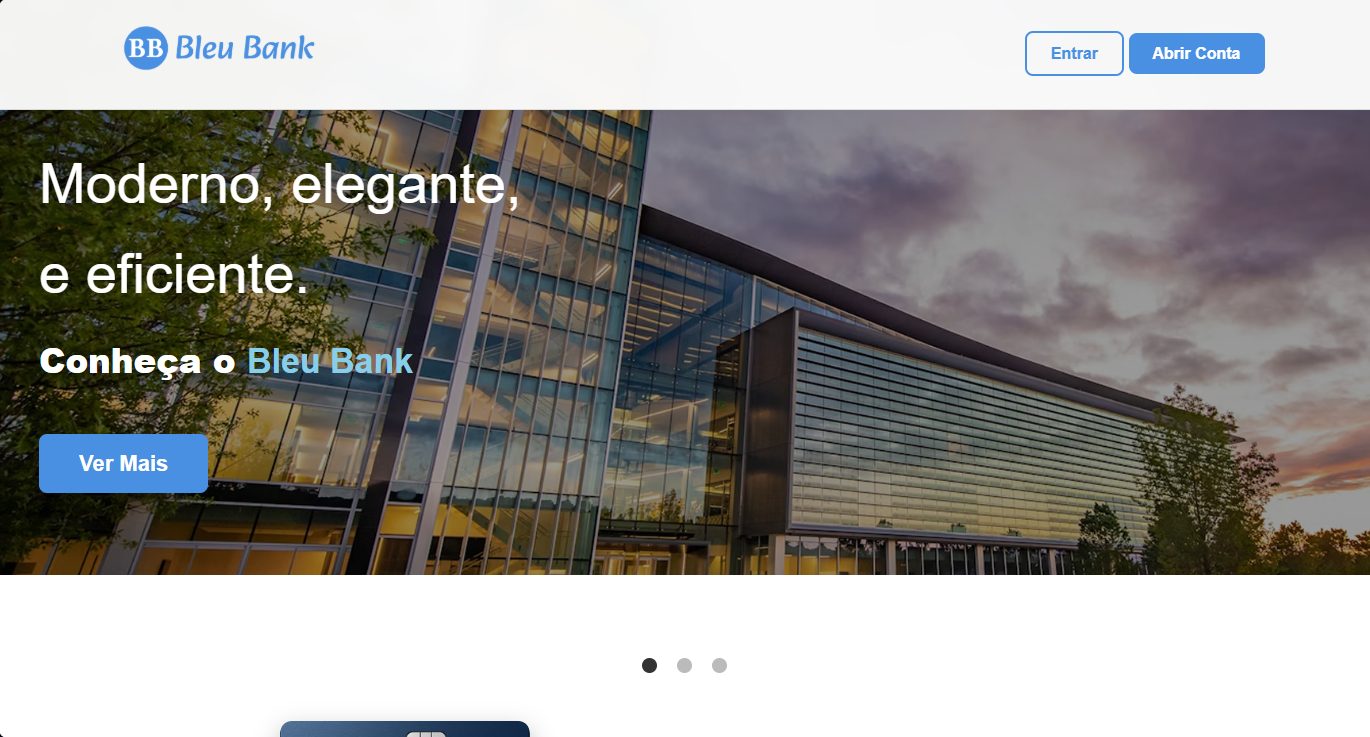 BB Bleu Bank
Entrar
Abrir Conta
Moderno, elegante,
e eficiente.
Conheça o Bleu Bank
Ver Mais